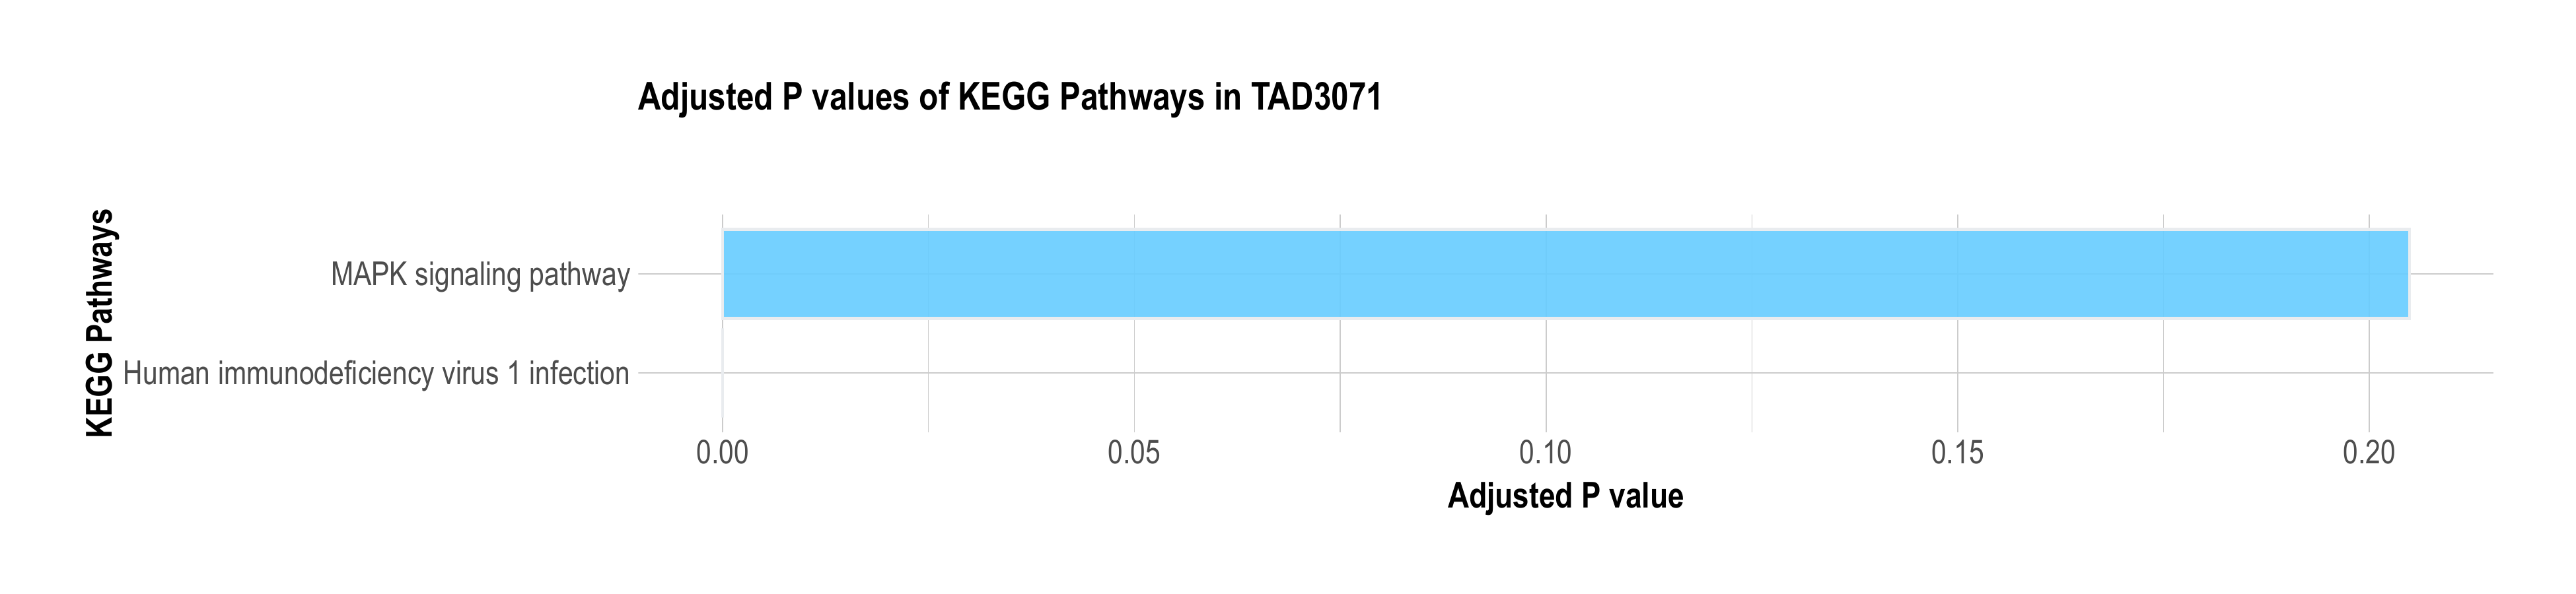 Adjusted P values of KEGG Pathways in TAD3071
KEGG Pathways
MAPK signaling pathway
Human immunodeficiency virus 1 infection
0.00 0.05 0.10 0.15 0.20
Adjusted P value